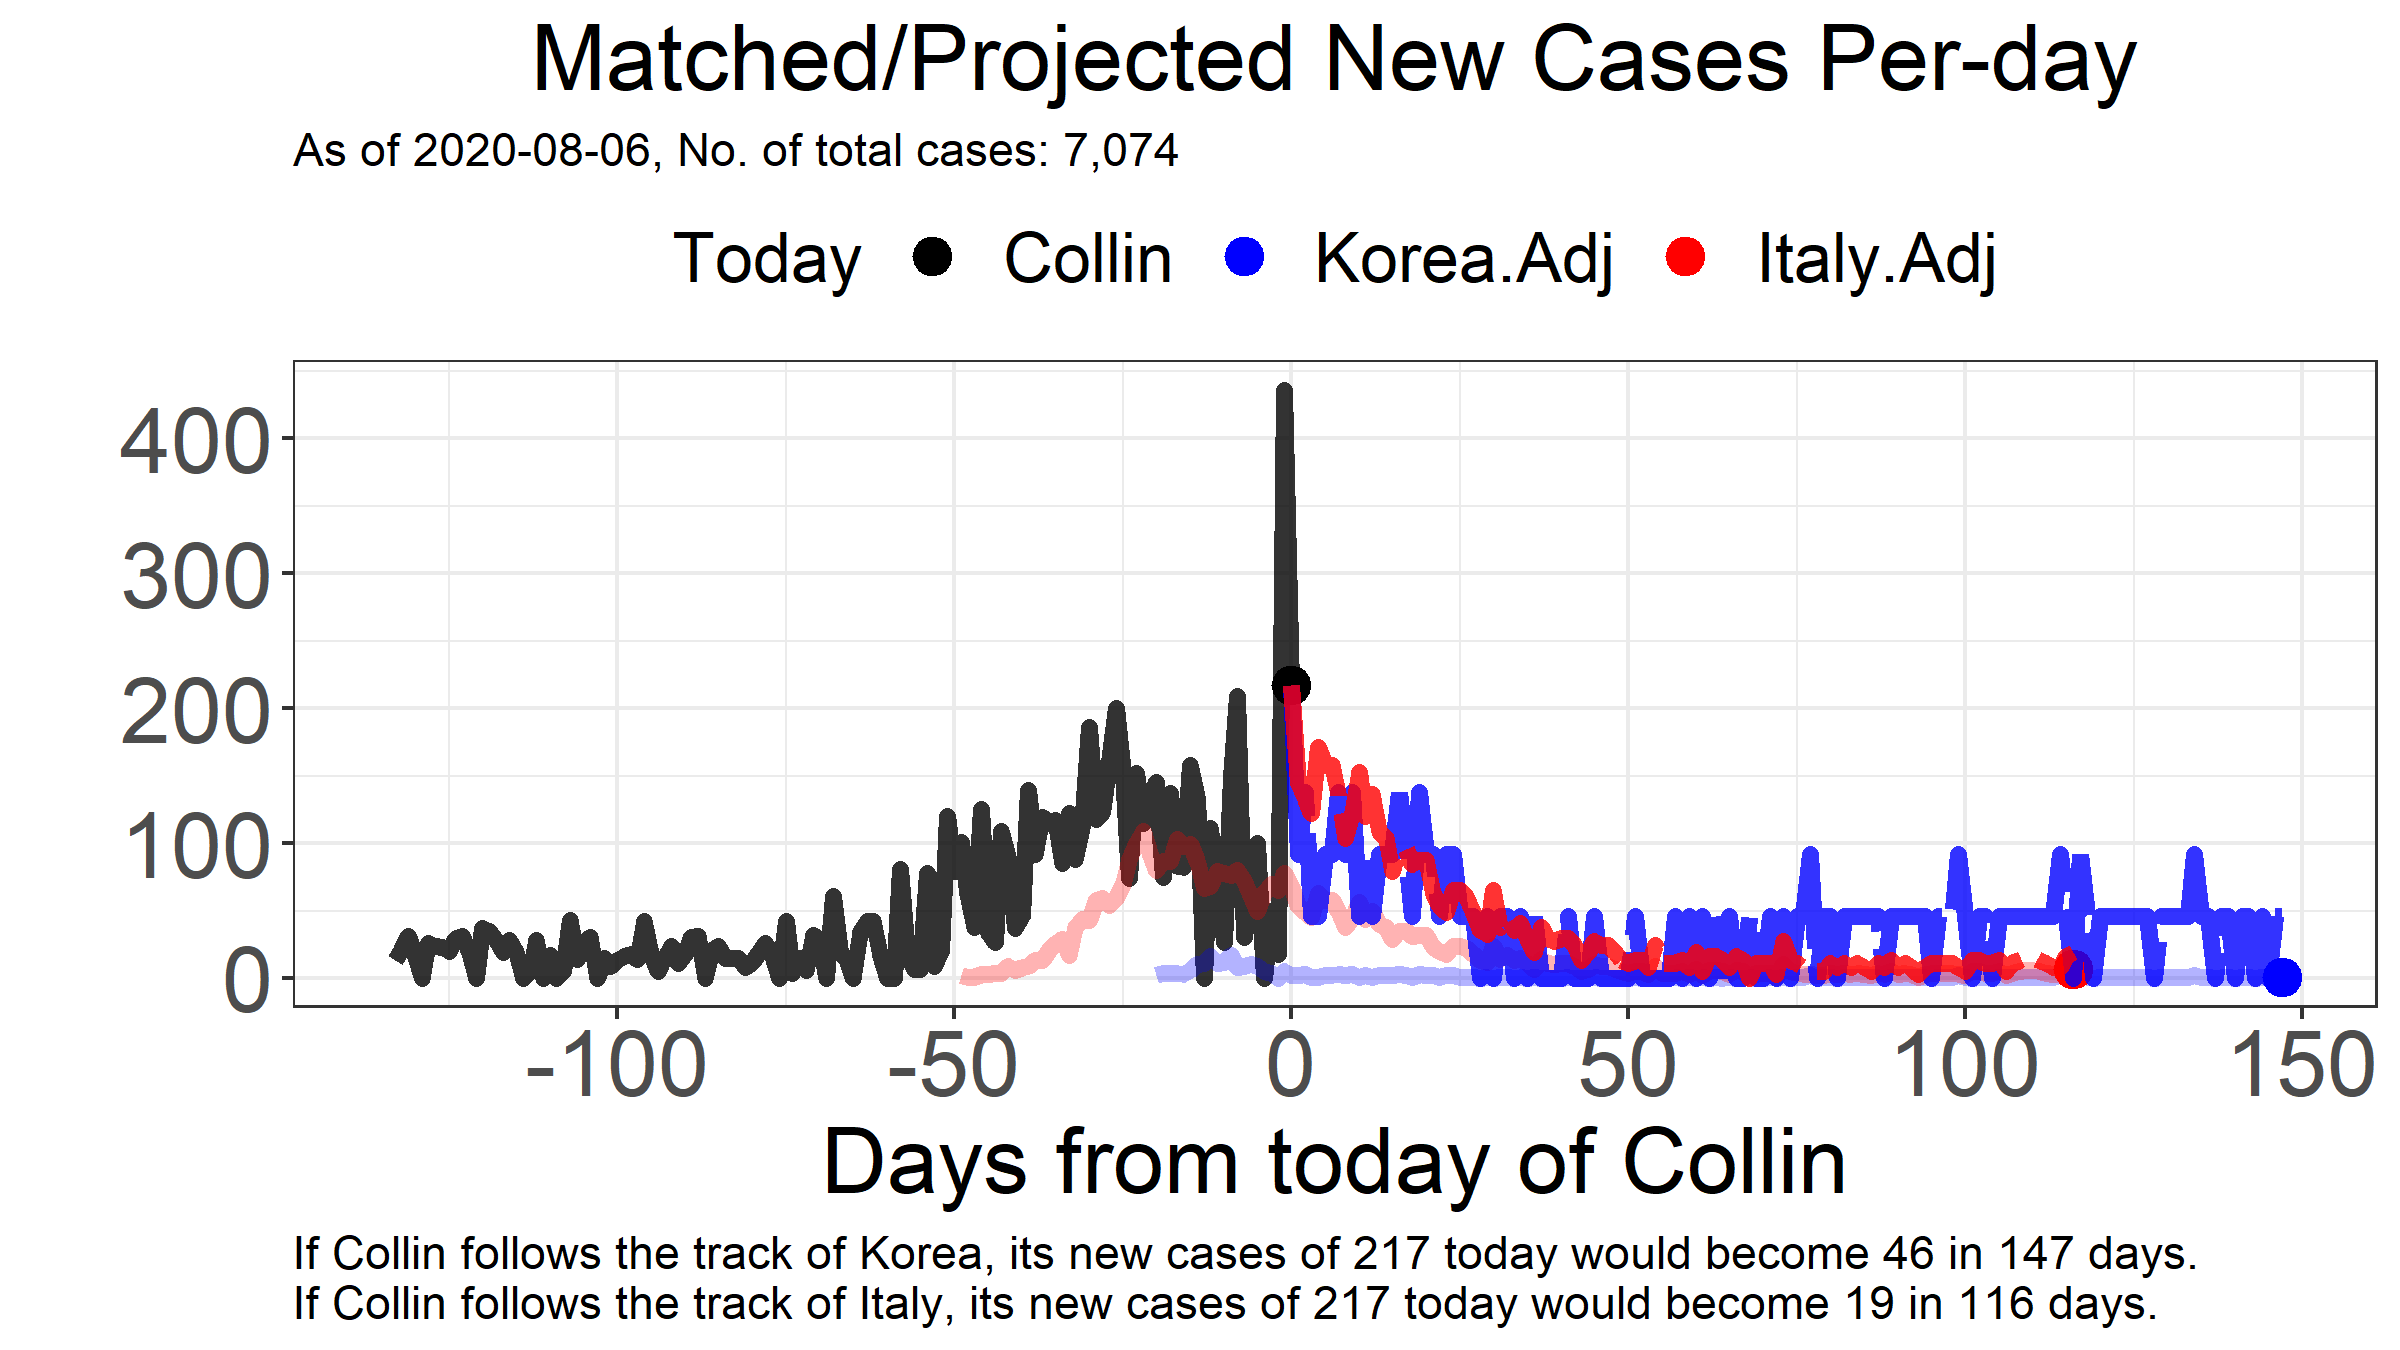 Matched/Projected New Cases Per-day
As of 2020-08-06, No. of total cases: 7,074
Today Collin Korea.Adj Italy.Adj
400
300
200
100
0
-100 -50 0 50 100 150
Days from today of Collin
If Collin follows the track of Korea, its new cases of 217 today would become 46 in 147 days.
If Collin follows the track of Italy, its new cases of 217 today would become 19 in 116 days.